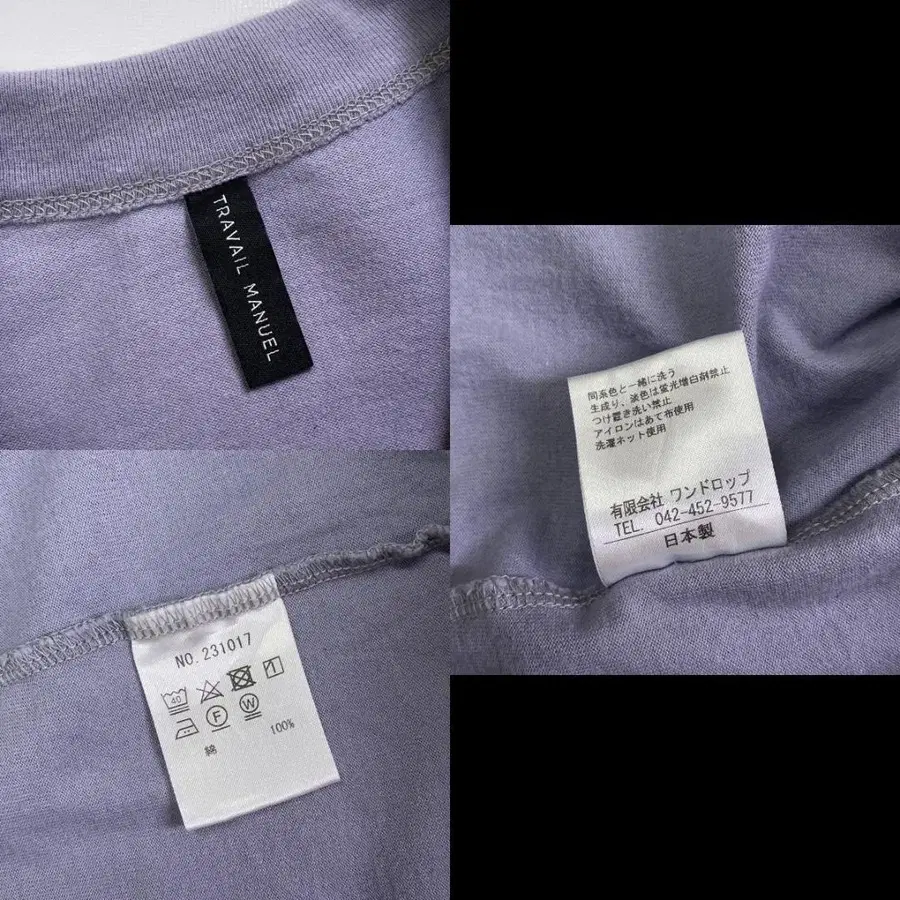 TRAVAIL MANUEL
同系色と一緒に洗う
生成り、淡色は蛍光増白剤禁止
つけ置き洗い禁止
アイロンはあて布使用
洗濯ネット使用
有限会社 ワンドロップ
TEL. 042-452-9577
日本製
NO. 231017
40
F W
綿 100%